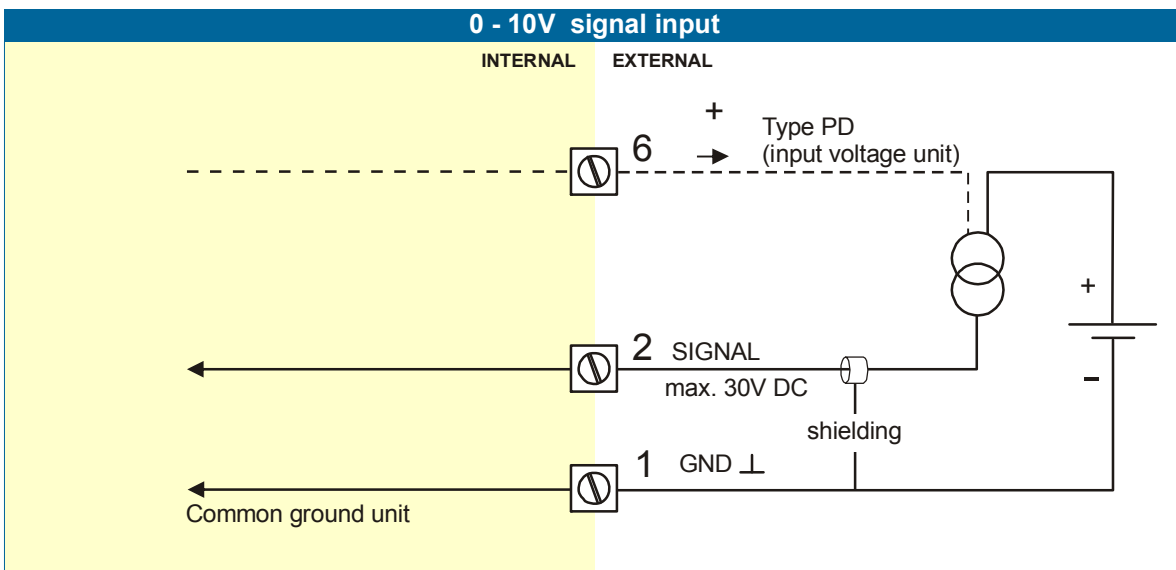 0 - 10V signal input
INTERNAL EXTERNAL
+
Type PD
6
(input voltage unit)
+
2 SIGNAL
max. 30V DC
-
shielding
1 GND ⊥
Common ground unit